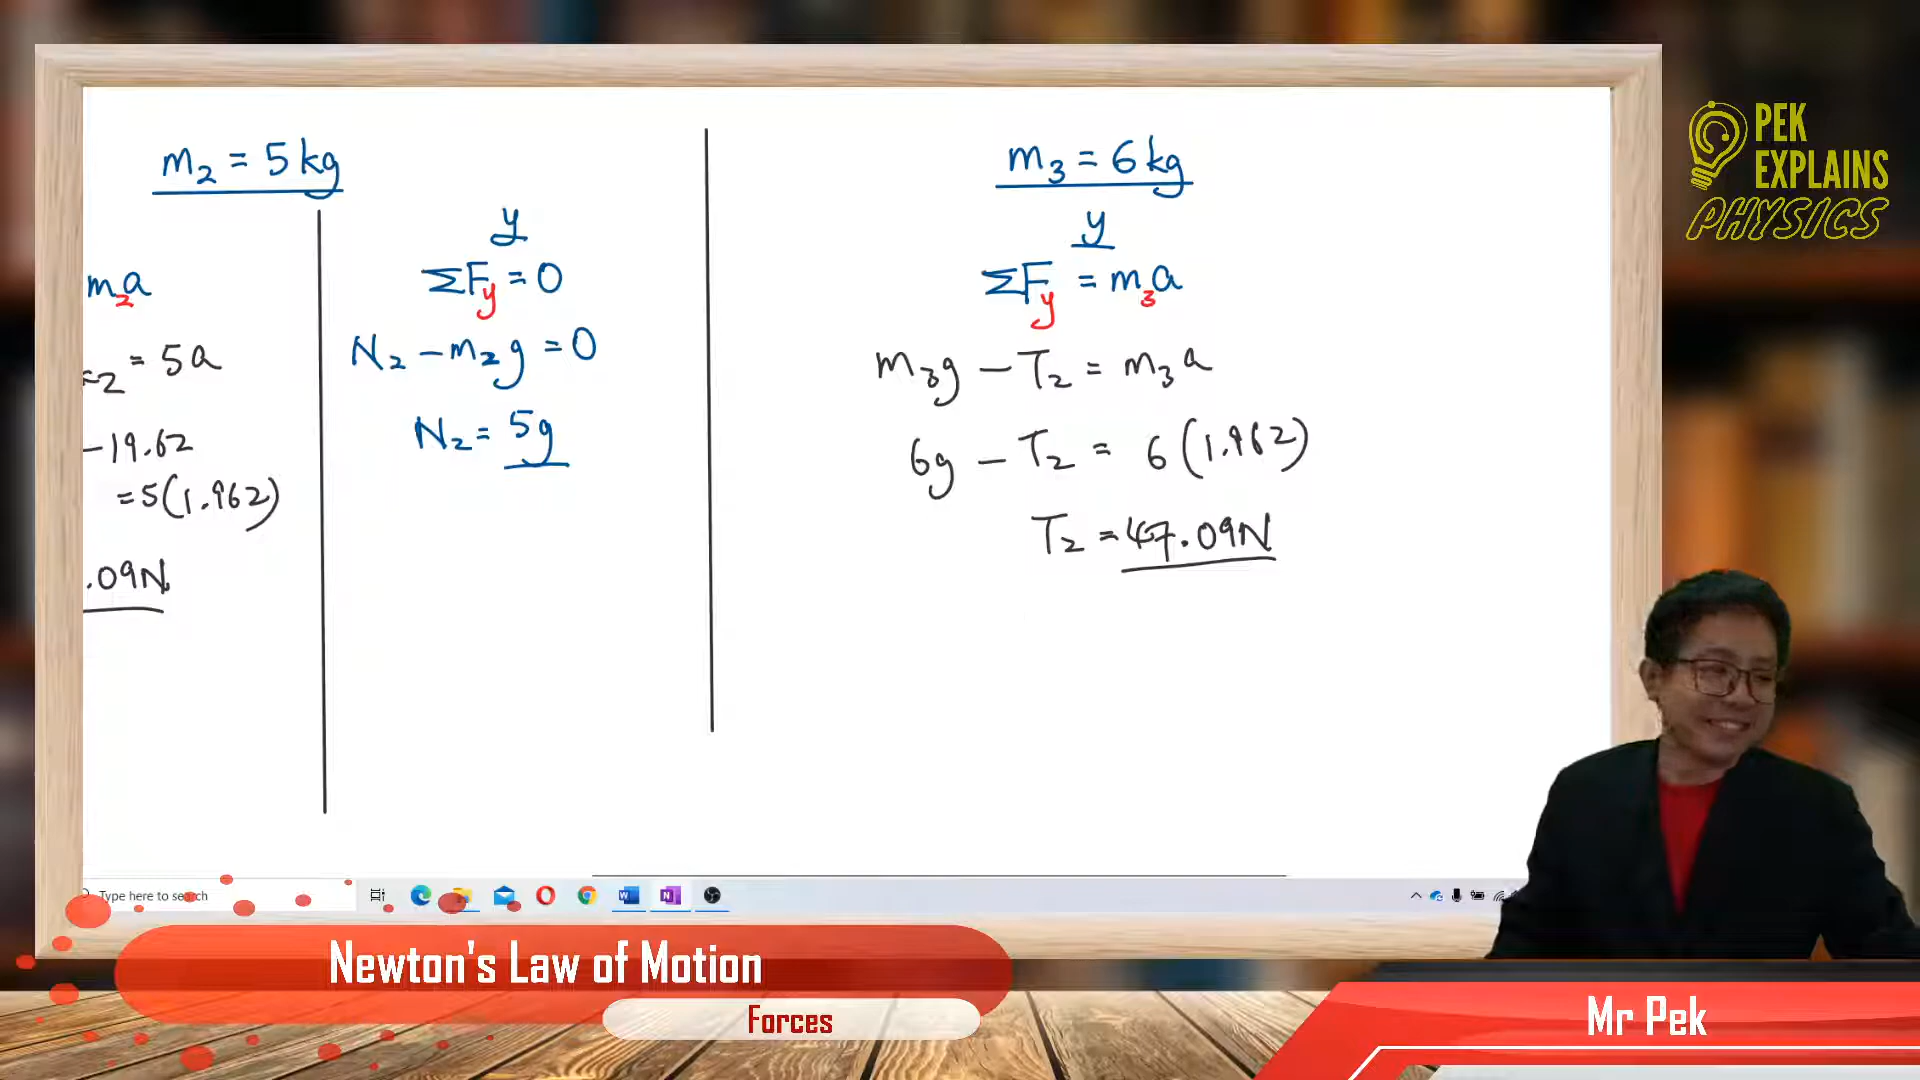 m₂ = 5 kg
m₂a
₂ = 5a
-19.62
= 5(1.962)
.09N
y
ΣFy = 0
N₂ - m₂g = 0
N₂ = 5g
m₃ = 6 kg
y
ΣFy = m₃a
m₃g - T₂ = m₃a
6g - T₂ = 6(1.962)
T₂ = 47.09N
PEK
EXPLAINS
PHYSICS
Type here to search
Newton's Law of Motion
Forces
Mr Pek